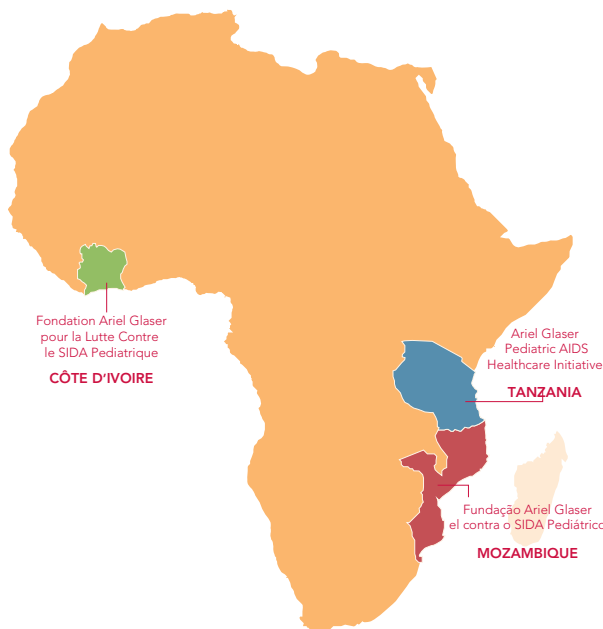 Fondation Ariel Glaser
pour la Lutte Contre
le SIDA Pediatrique
CÔTE D'IVOIRE
Ariel Glaser
Pediatric AIDS
Healthcare Initiative
TANZANIA
Fundação Ariel Glaser
el contra o SIDA Pediátrico
MOZAMBIQUE